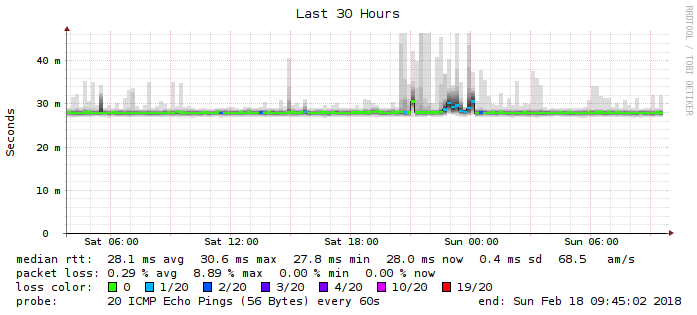 Last 30 Hours
RRDTOOL / TOBI OETIKER
Seconds
40 m
30 m
20 m
10 m
0
Sat 06:00 Sat 12:00 Sat 18:00 Sun 00:00 Sun 06:00
median rtt: 28.1 ms avg 30.6 ms max 27.8 ms min 28.0 ms now 0.4 ms sd 68.5 am/s
packet loss: 0.29 % avg 8.89 % max 0.00 % min 0.00 % now
loss color: 0 1/20 2/20 3/20 4/20 10/20 19/20
probe: 20 ICMP Echo Pings (56 Bytes) every 60s end: Sun Feb 18 09:45:02 2018